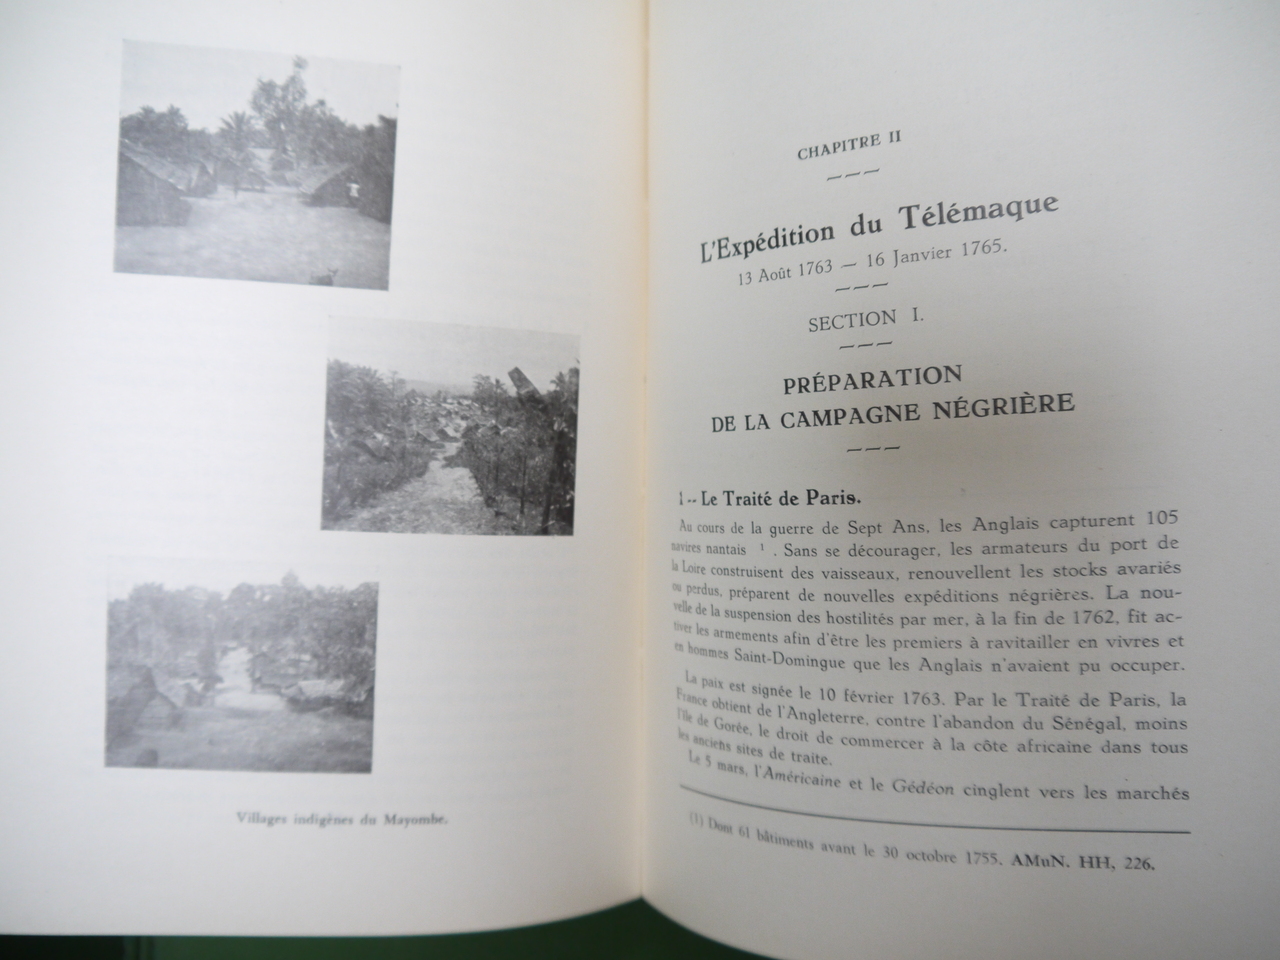 Villages indigènes du Mayombe.
CHAPITRE II
L'Expédition du Télémaque
13 Août 1763 — 16 Janvier 1765.
SECTION I.
PRÉPARATION
DE LA CAMPAGNE NÉGRIÈRE
1 -- Le Traité de Paris.
Au cours de la guerre de Sept Ans, les Anglais capturent 105
navires nantais ¹ . Sans se décourager, les armateurs du port de
la Loire construisent des vaisseaux, renouvellent les stocks avariés
ou perdus, préparent de nouvelles expéditions négrières. La nou-
velle de la suspension des hostilités par mer, à la fin de 1762, fit ac-
tiver les armements afin d'être les premiers à ravitailler en vivres et
en hommes Saint-Domingue que les Anglais n'avaient pu occuper.
La paix est signée le 10 février 1763. Par le Traité de Paris, la
France obtient de l'Angleterre, contre l'abandon du Sénégal, moins
l'île de Gorée, le droit de commercer à la côte africaine dans tous
les anciens sites de traite.
Le 5 mars, l'Américaine et le Gédéon cinglent vers les marchés
(1) Dont 61 bâtiments avant le 30 octobre 1755. AMuN. HH, 226.